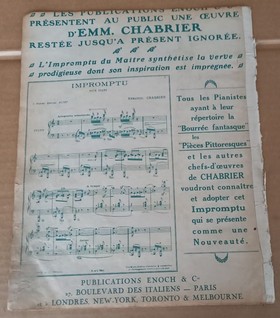 LES PUBLICATIONS ENOCH & Cie
PRÉSENTENT AU PUBLIC UNE ŒUVRE
D'EMM. CHABRIER
RESTÉE JUSQU'A PRÉSENT IGNORÉE.
L'Impromptu du Maître synthétise la verve
prodigieuse dont son inspiration est imprégnée.
IMPROMPTU
EMMANUEL CHABRIER
PIANO
Tous les Pianistes
ayant à leur
répertoire la
"Bourrée fantasque"
les
"Pièces Pittoresques"
et les autres
chefs-d'œuvres
de CHABRIER
voudront connaître
et adopter cet
Impromptu
qui se présente
comme une
Nouveauté.
PUBLICATIONS ENOCH & Cie
27, BOULEVARD DES ITALIENS — PARIS
LONDRES, NEW-YORK, TORONTO & MELBOURNE